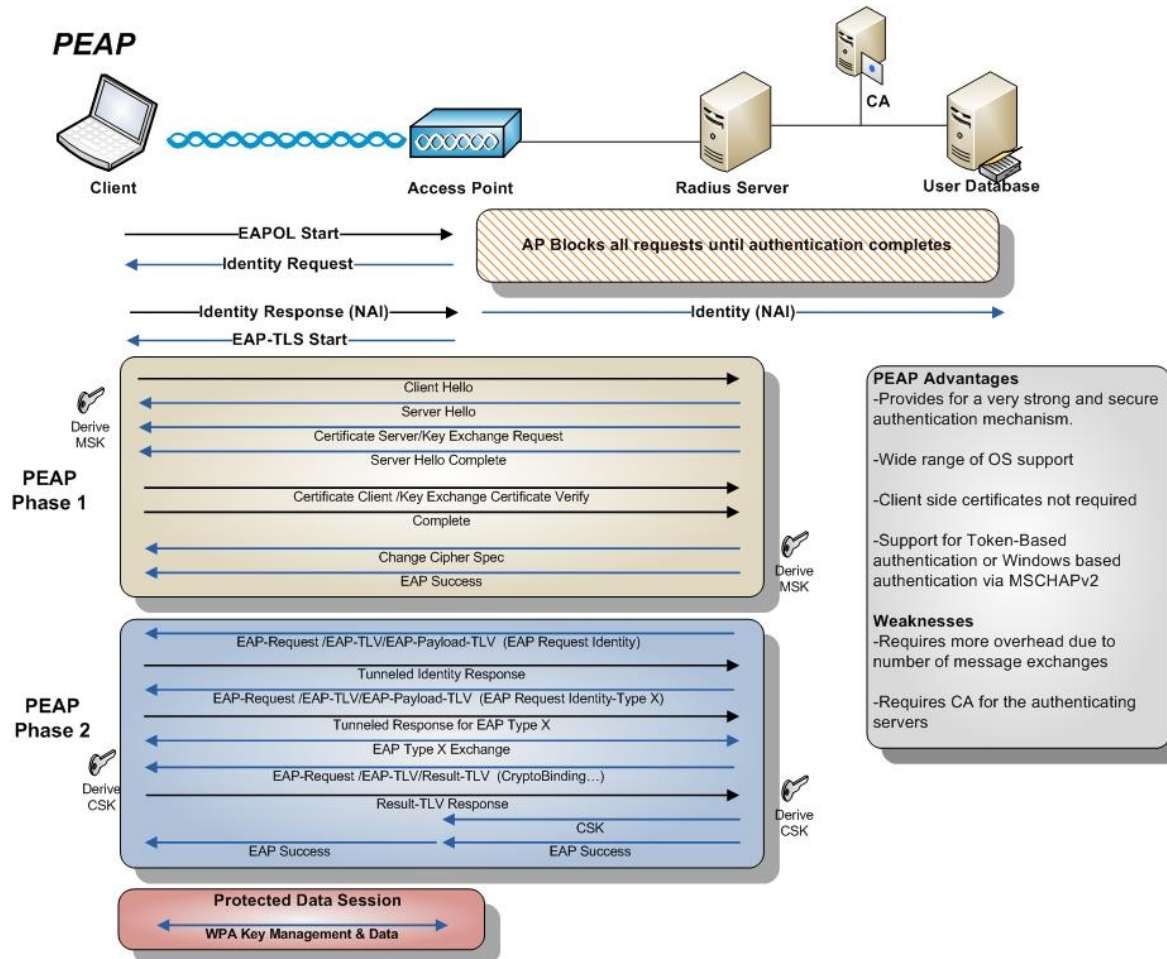 PEAP
CA
Client
Access Point
Radius Server
User Database
EAPOL Start
AP Blocks all requests until authentication completes
Identity Request
Identity Response (NAI)
Identity (NAI)
EAP-TLS Start
PEAP
Phase 1
Derive
MSK
Client Hello
Server Hello
Certificate Server/Key Exchange Request
Server Hello Complete
Certificate Client /Key Exchange Certificate Verify
Complete
Change Cipher Spec
EAP Success
Derive
MSK
PEAP
Phase 2
Derive
CSK
EAP-Request /EAP-TLV/EAP-Payload-TLV (EAP Request Identity)
Tunneled Identity Response
EAP-Request /EAP-TLV/EAP-Payload-TLV (EAP Request Identity-Type X)
Tunneled Response for EAP Type X
EAP Type X Exchange
EAP-Request /EAP-TLV/Result-TLV (CryptoBinding…)
Result-TLV Response
CSK
EAP Success
EAP Success
Derive
CSK
Protected Data Session
WPA Key Management & Data
PEAP Advantages
-Provides for a very strong and secure
authentication mechanism.
-Wide range of OS support
-Client side certificates not required
-Support for Token-Based
authentication or Windows based
authentication via MSCHAPv2
Weaknesses
-Requires more overhead due to
number of message exchanges
-Requires CA for the authenticating
servers